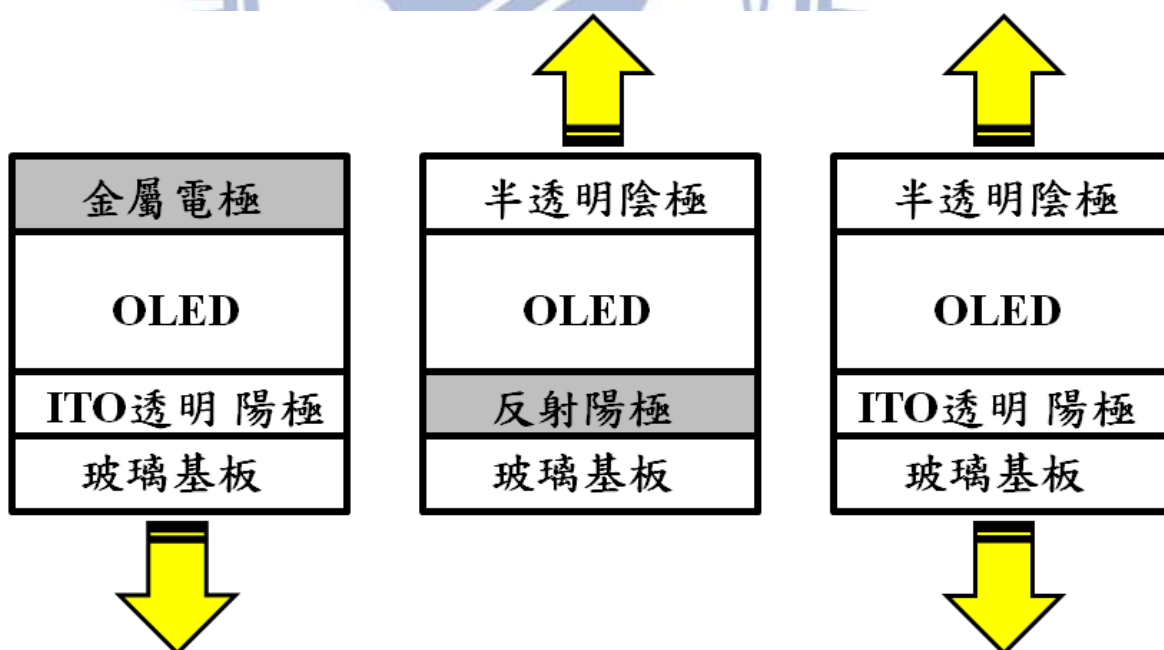 金屬電極
OLED
ITO透明 陽極
玻璃基板
半透明陰極
OLED
反射陽極
玻璃基板
半透明陰極
OLED
ITO透明 陽極
玻璃基板